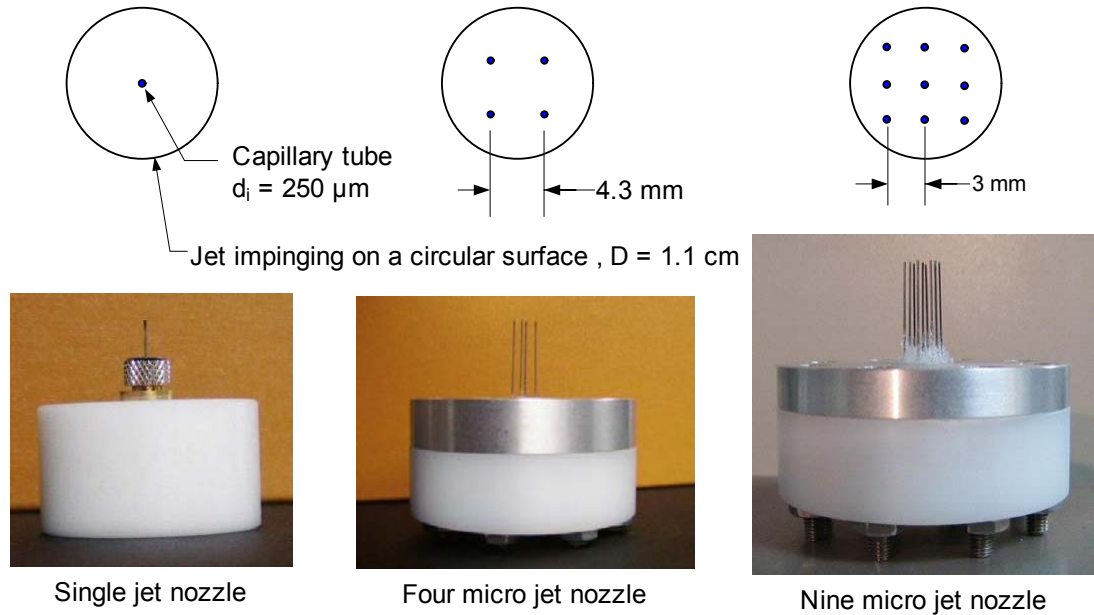 Capillary tube
dᵢ = 250 µm
4.3 mm
3 mm
Jet impinging on a circular surface , D = 1.1 cm
Single jet nozzle
Four micro jet nozzle
Nine micro jet nozzle